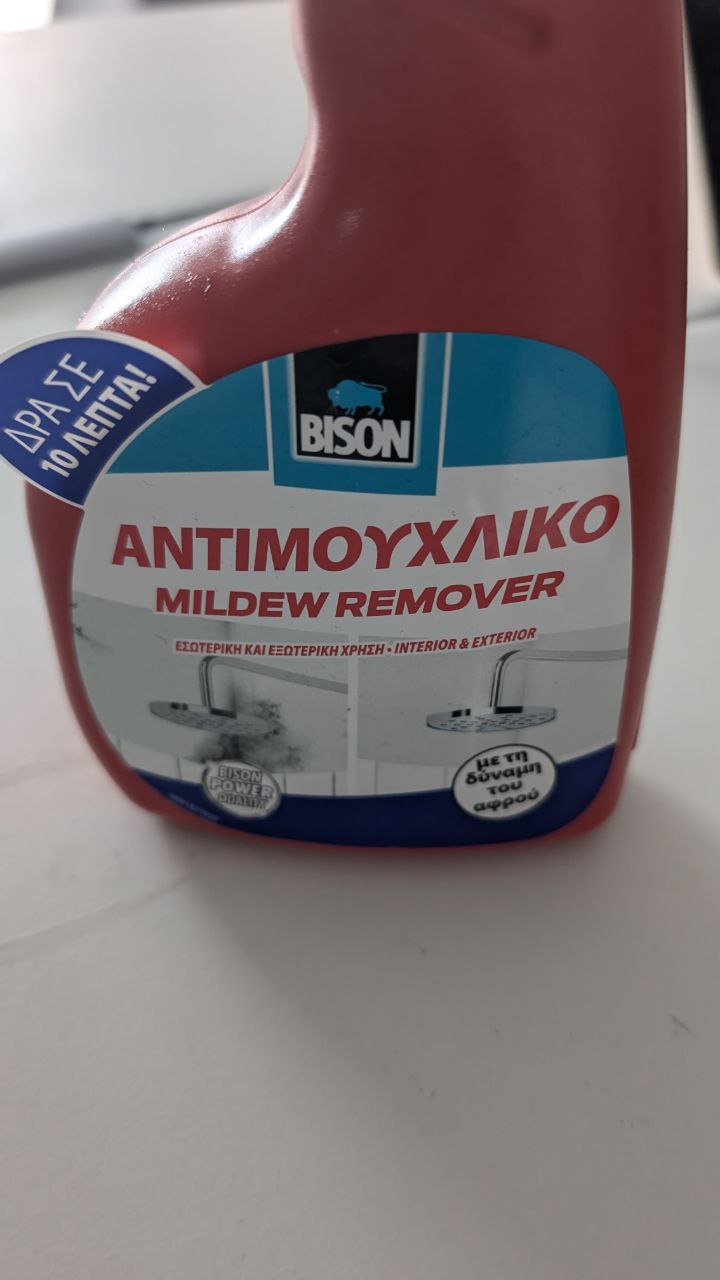 ΔΡΑ ΣΕ
10 ΛΕΠΤΑ!
BISON
ΑΝΤΙΜΟΥΧΛΙΚΟ
MILDEW REMOVER
ΕΣΩΤΕΡΙΚΗ ΚΑΙ ΕΞΩΤΕΡΙΚΗ ΧΡΗΣΗ • INTERIOR & EXTERIOR
BISON
POWER
QUALITY
με τη
δύναμη
του
αφρού